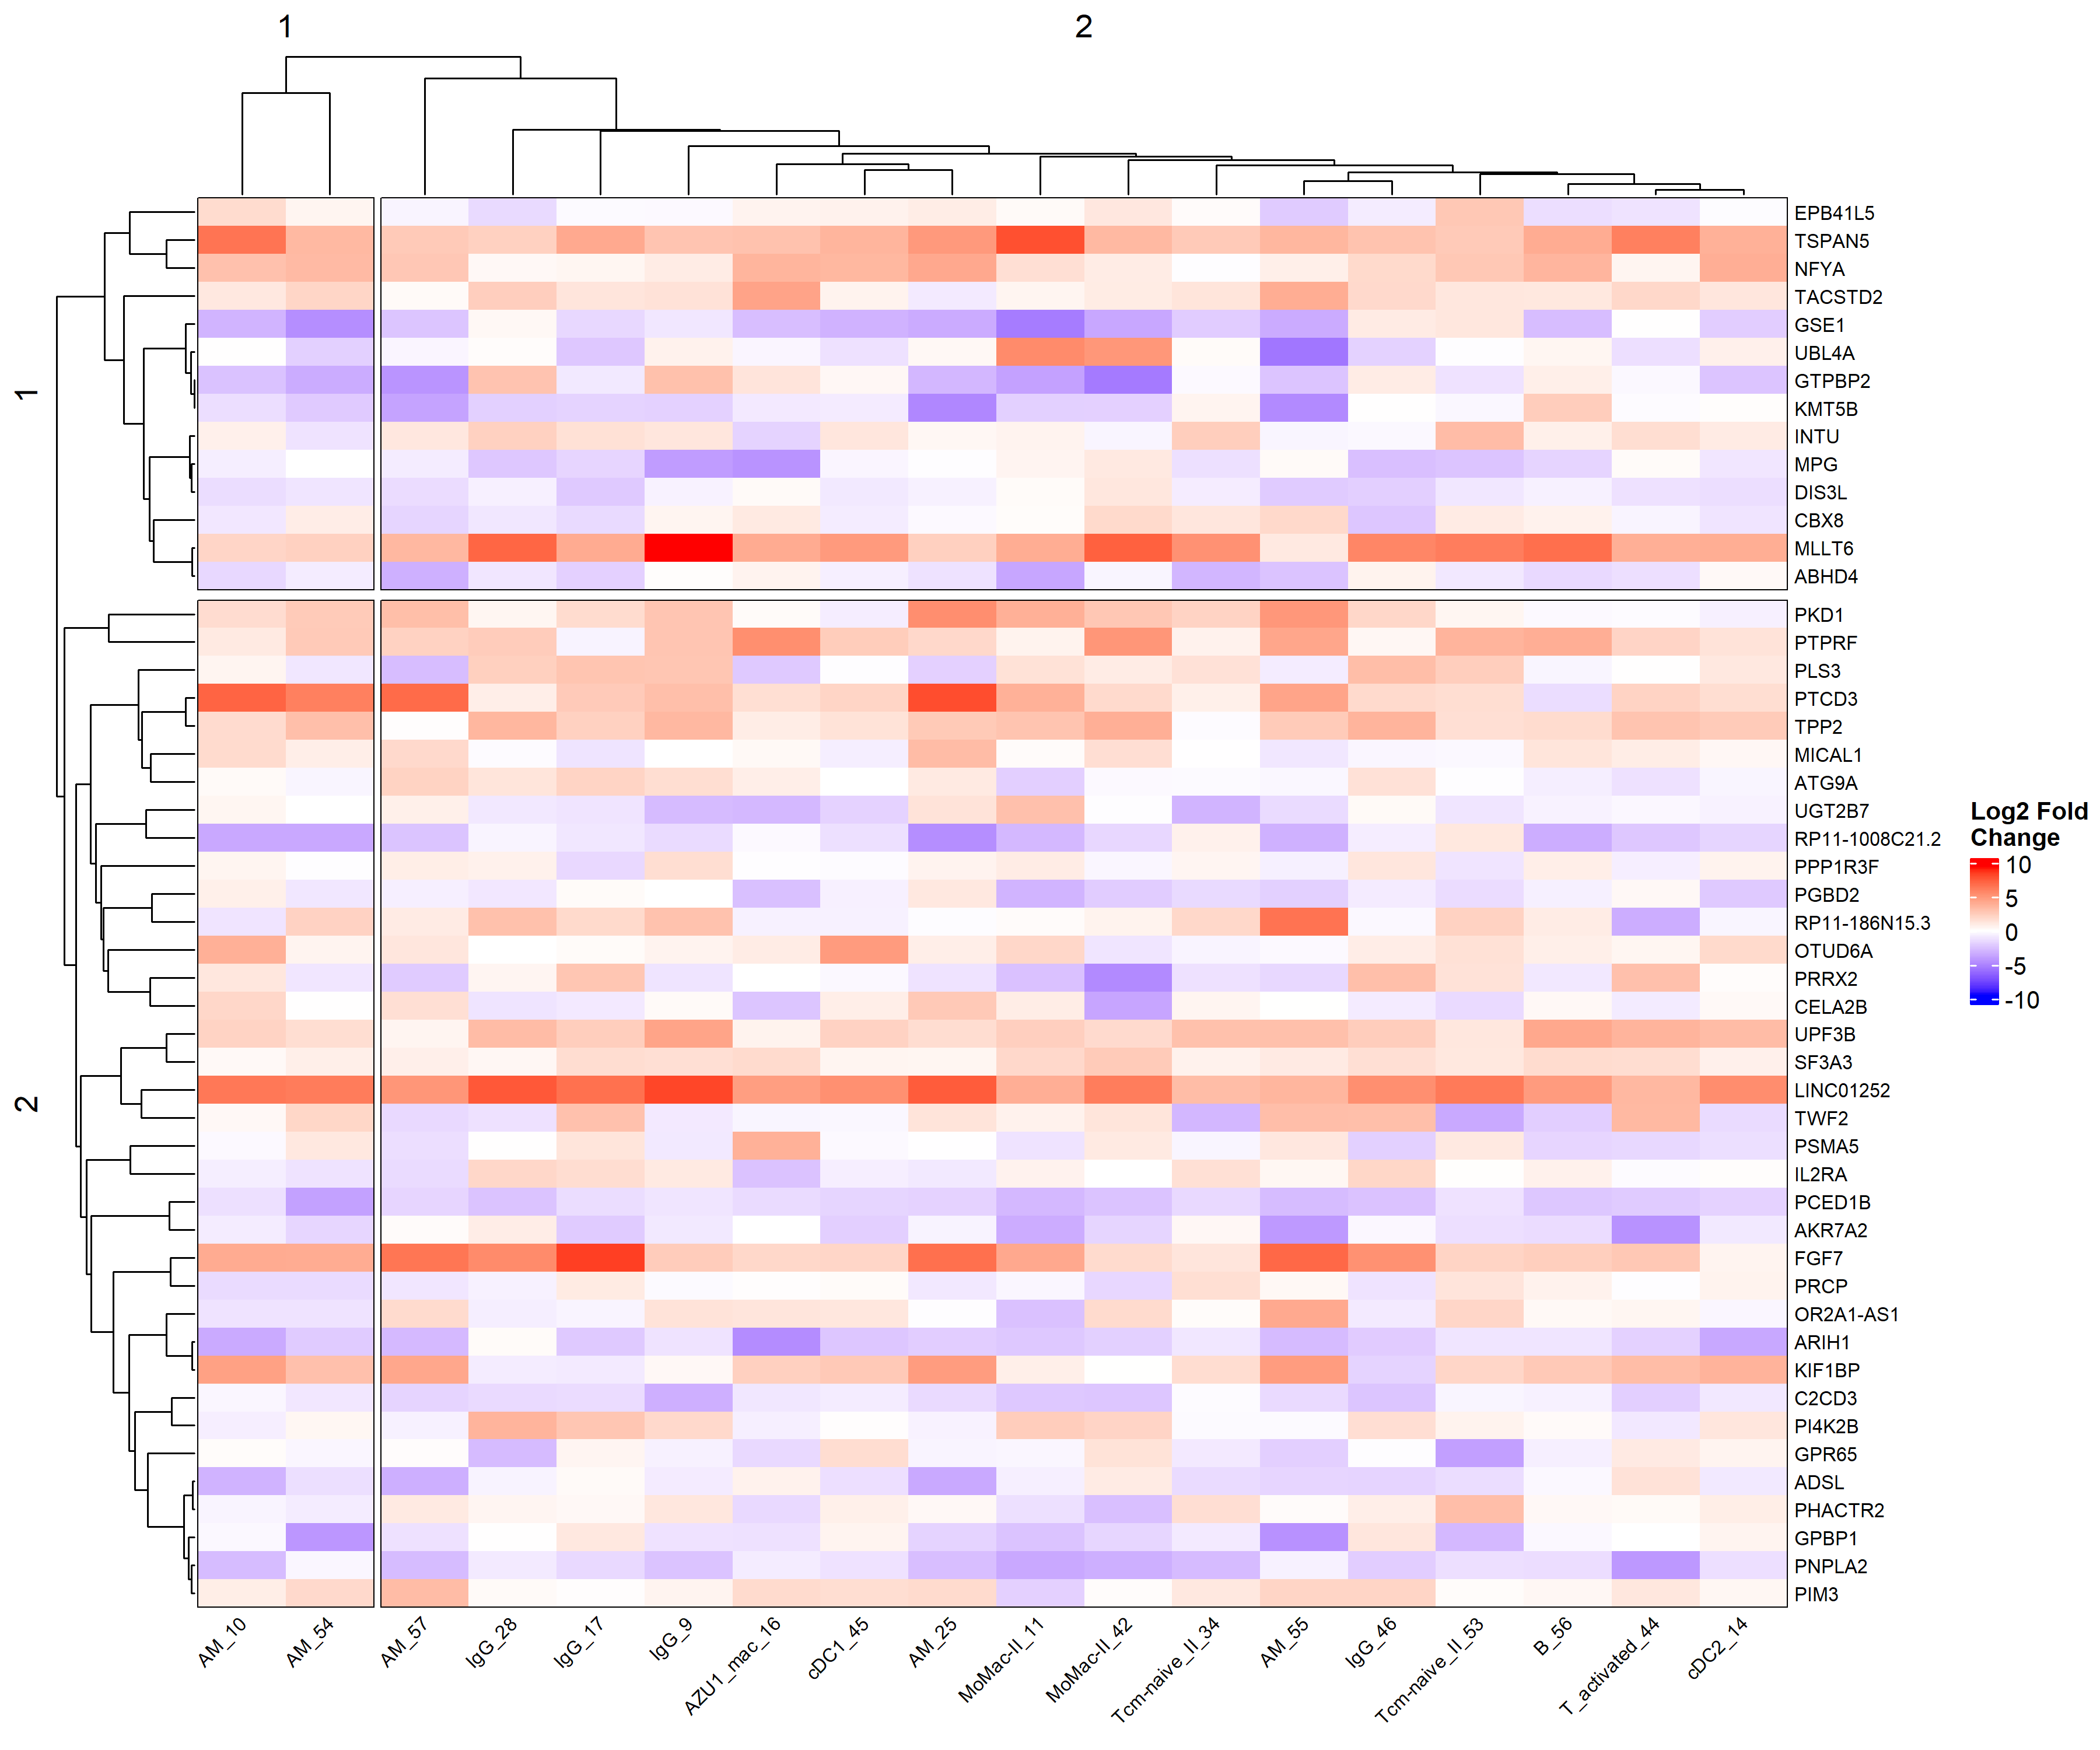 1
2
1
2
EPB41L5
TSPAN5
NFYA
TACSTD2
GSE1
UBL4A
GTPBP2
KMT5B
INTU
MPG
DIS3L
CBX8
MLLT6
ABHD4
PKD1
PTPRF
PLS3
PTCD3
TPP2
MICAL1
ATG9A
UGT2B7
RP11-1008C21.2
PPP1R3F
PGBD2
RP11-186N15.3
OTUD6A
PRRX2
CELA2B
UPF3B
SF3A3
LINC01252
TWF2
PSMA5
IL2RA
PCED1B
AKR7A2
FGF7
PRCP
OR2A1-AS1
ARIH1
KIF1BP
C2CD3
PI4K2B
GPR65
ADSL
PHACTR2
GPBP1
PNPLA2
PIM3
AM_10
AM_54
AM_57
IgG_28
IgG_17
IgG_9
AZU1_mac_16
cDC1_45
AM_25
MoMac-II_11
MoMac-II_42
Tcm-naive_II_34
AM_55
IgG_46
Tcm-naive_II_53
B_56
T_activated_44
cDC2_14
Log2 Fold
Change
10
5
0
-5
-10